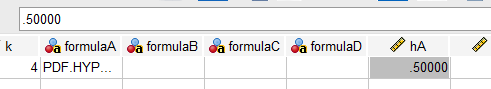 .50000
k formulaA formulaB formulaC formulaD hA
4 PDF.HYP... .50000